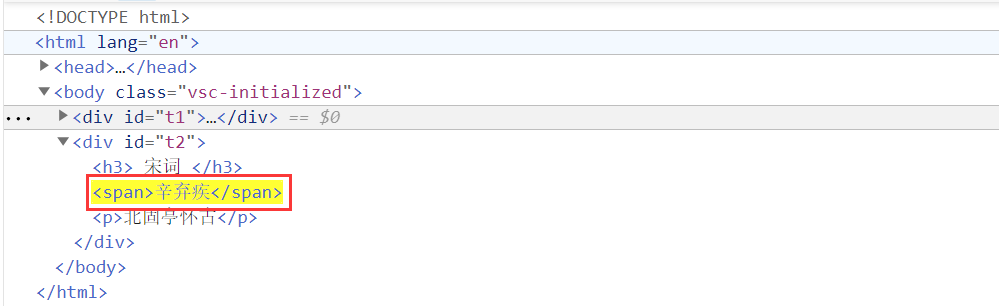 <!DOCTYPE html>
<html lang="en">
<head>…</head>
<body class="vsc-initialized">
... <div id="t1">…</div> == $0
<div id="t2">
<h3> 宋词 </h3>
<span>辛弃疾</span>
<p>北固亭怀古</p>
</div>
</body>
</html>